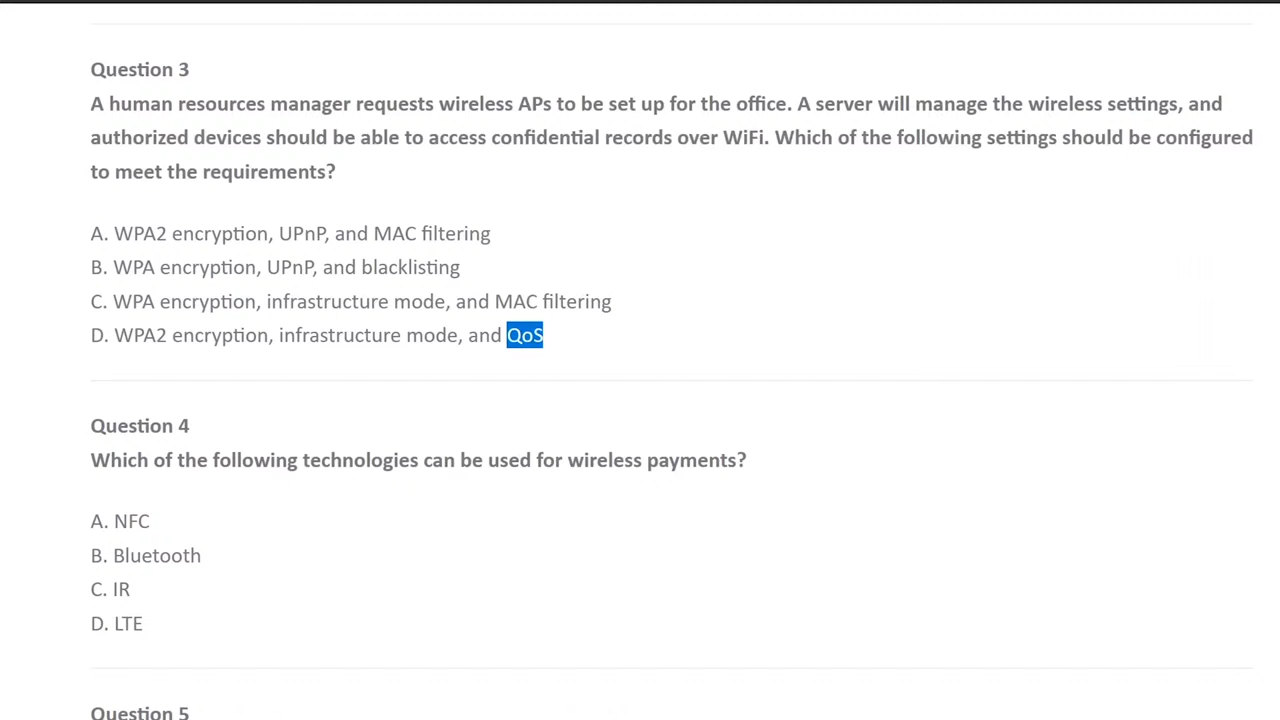 Question 3
A human resources manager requests wireless APs to be set up for the office. A server will manage the wireless settings, and
authorized devices should be able to access confidential records over WiFi. Which of the following settings should be configured
to meet the requirements?
A. WPA2 encryption, UPnP, and MAC filtering
B. WPA encryption, UPnP, and blacklisting
C. WPA encryption, infrastructure mode, and MAC filtering
D. WPA2 encryption, infrastructure mode, and QoS
Question 4
Which of the following technologies can be used for wireless payments?
A. NFC
B. Bluetooth
C. IR
D. LTE
Question 5